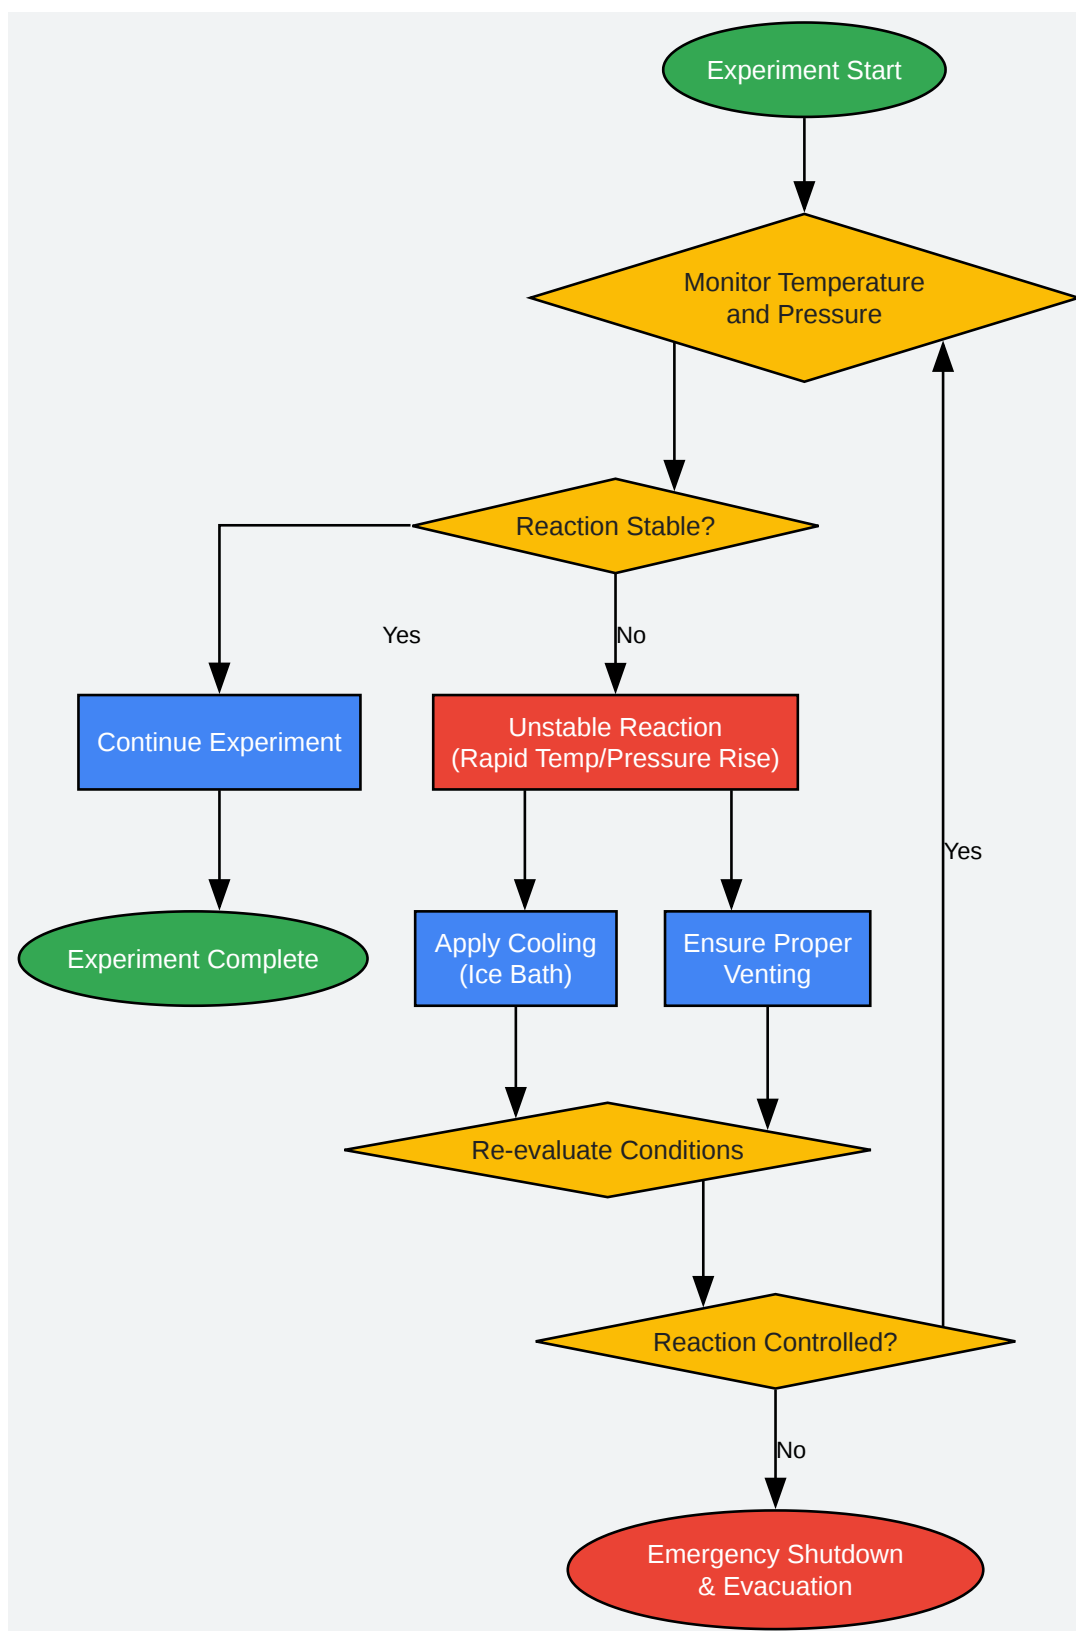 Experiment Start
Monitor Temperature
and Pressure
Reaction Stable?
Yes
No
Continue Experiment
Unstable Reaction
(Rapid Temp/Pressure Rise)
Yes
Experiment Complete
Apply Cooling
(Ice Bath)
Ensure Proper
Venting
Re-evaluate Conditions
Reaction Controlled?
No
Emergency Shutdown
& Evacuation